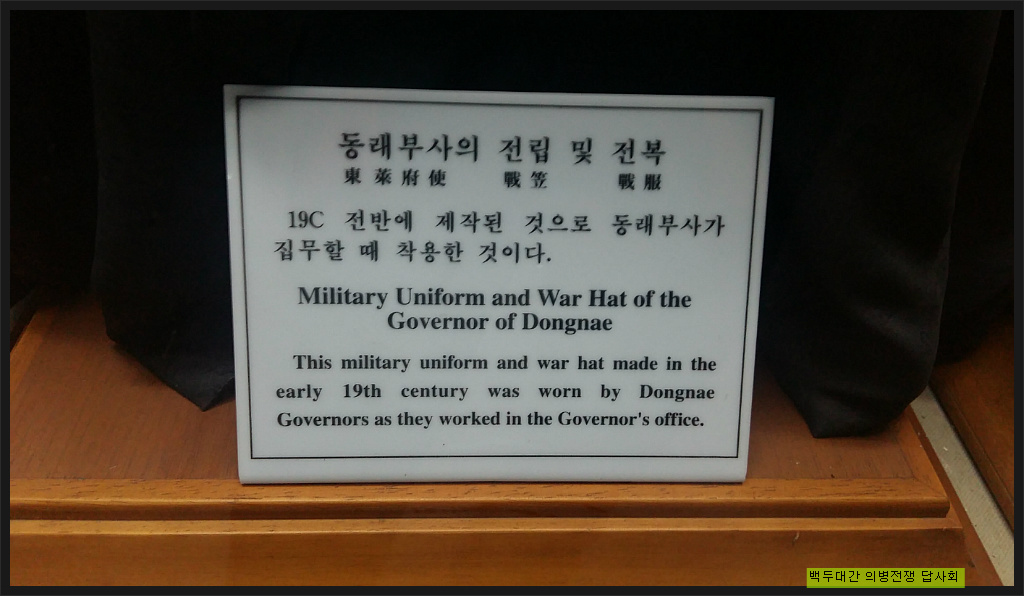 동래부사의 전립 및 전복
東萊府使 戰笠 戰服
19C 전반에 제작된 것으로 동래부사가
집무할 때 착용한 것이다.
Military Uniform and War Hat of the
Governor of Dongnae
This military uniform and war hat made in the
early 19th century was worn by Dongnae
Governors as they worked in the Governor's office.
백두대간 의병전쟁 답사회